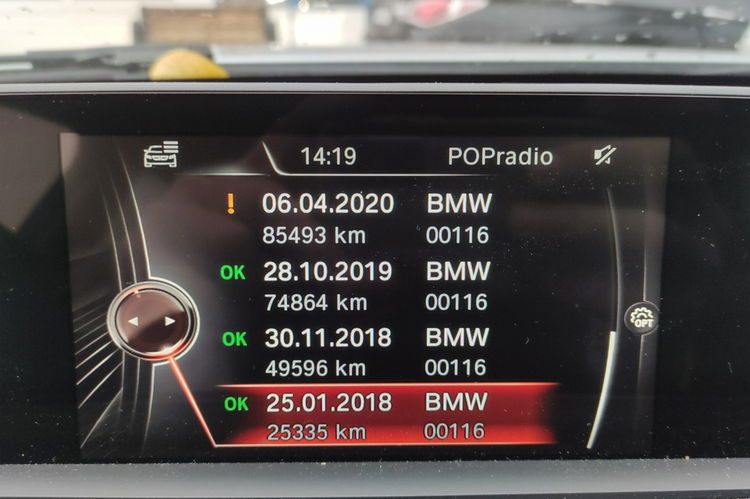 14:19 POPradio
! 06.04.2020 BMW
85493 km 00116
OK 28.10.2019 BMW
74864 km 00116
OK 30.11.2018 BMW
49596 km 00116
OPT
OK 25.01.2018 BMW
25335 km 00116